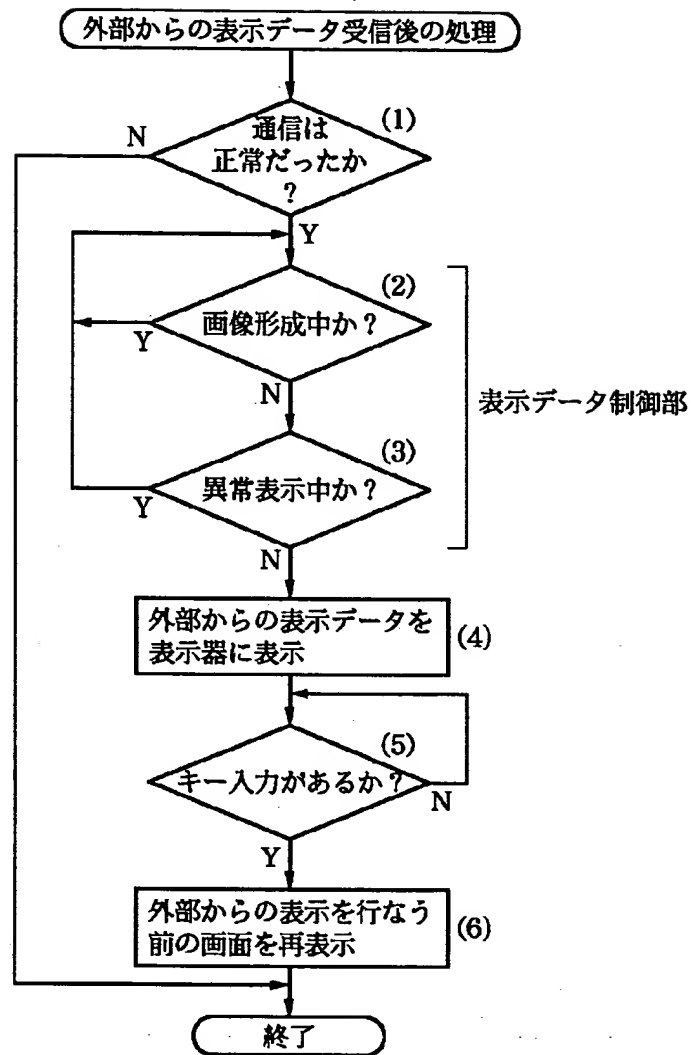 外部からの表示データ受信後の処理
(1)
N
通信は
正常だったか
?
Y
(2)
画像形成中か?
Y
N
表示データ制御部
(3)
異常表示中か?
Y
N
外部からの表示データを
表示器に表示
(4)
(5)
キー入力があるか?
N
Y
外部からの表示を行なう
前の画面を再表示
(6)
終了